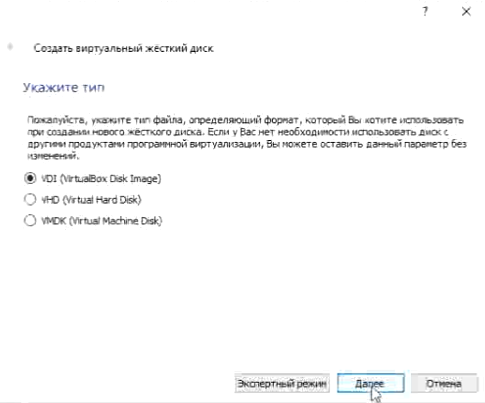 ?
Создать виртуальный жёсткий диск
Укажите тип
Пожалуйста, укажите тип файла, определяющий формат, который Вы хотите использовать
при создании нового жёсткого диска. Если у Вас нет необходимости использовать диск с
другими продуктами программной виртуализации, Вы можете оставить данный параметр без
изменений.
VDI (VirtualBox Disk Image)
VHD (Virtual Hard Disk)
VMDK (Virtual Machine Disk)
Экспертный режим Далее Отмена